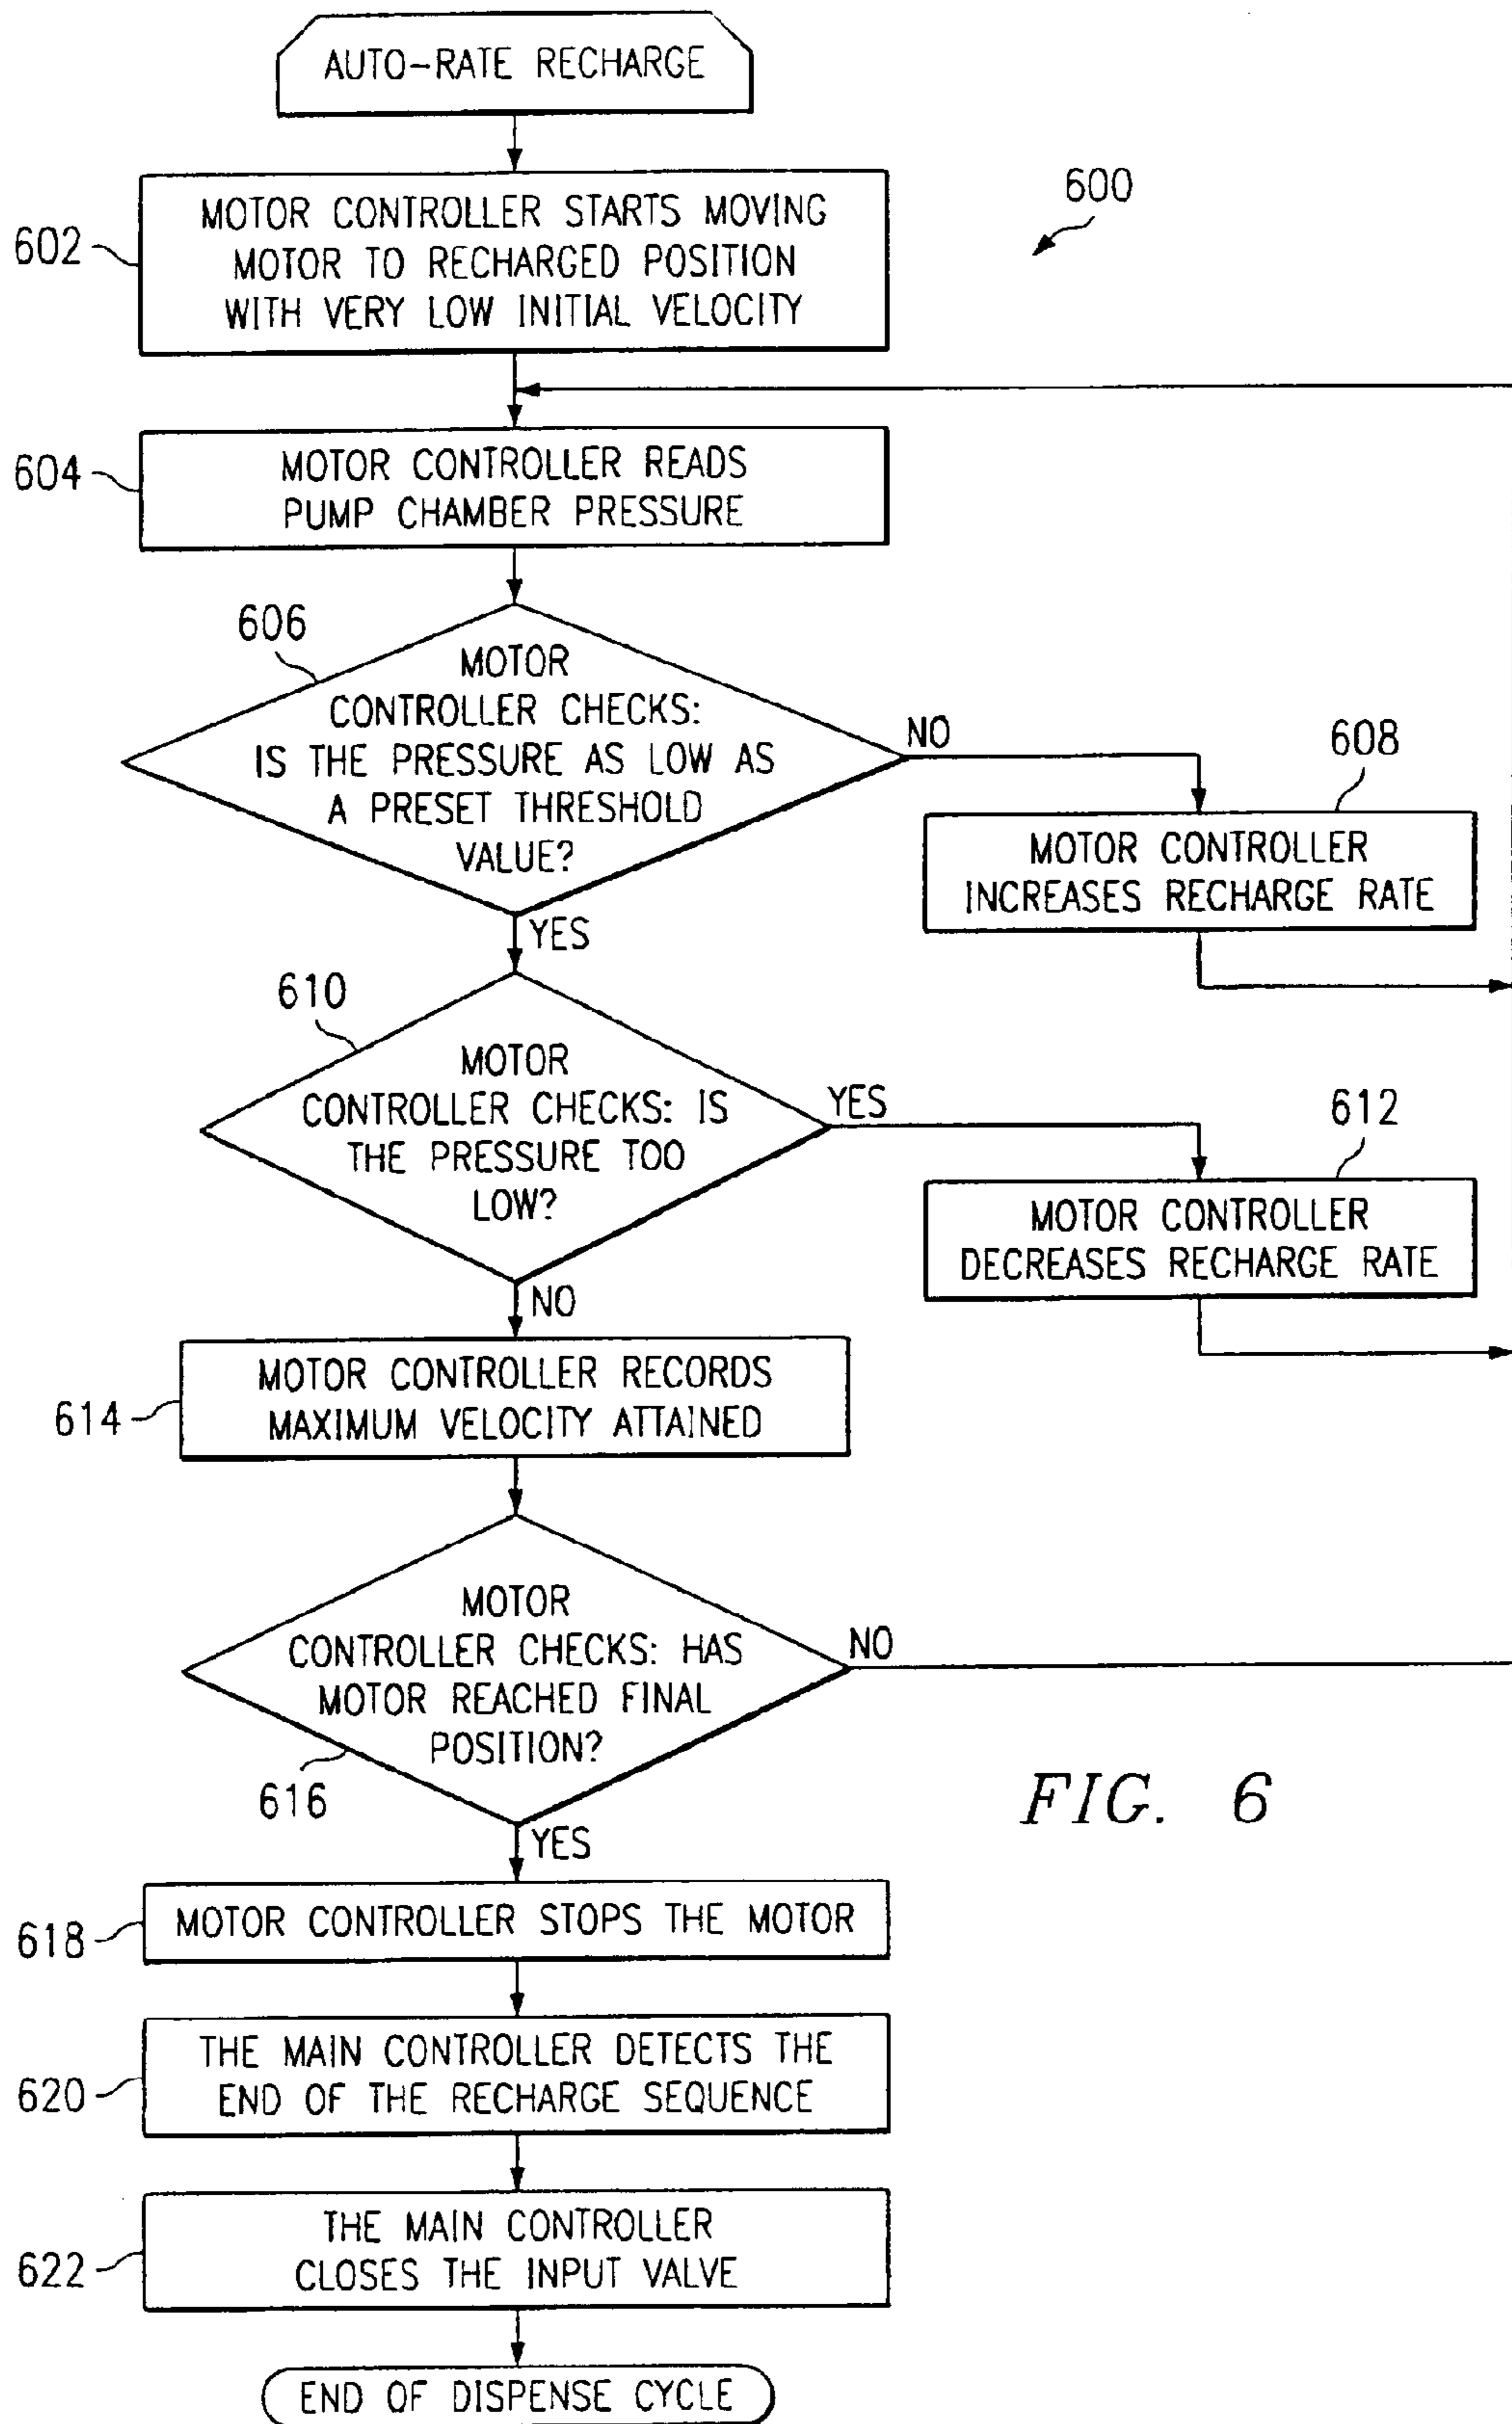 AUTO-RATE RECHARGE
600
602
MOTOR CONTROLLER STARTS MOVING
MOTOR TO RECHARGED POSITION
WITH VERY LOW INITIAL VELOCITY
604
MOTOR CONTROLLER READS
PUMP CHAMBER PRESSURE
606
MOTOR
CONTROLLER CHECKS:
IS THE PRESSURE AS LOW AS
A PRESET THRESHOLD
VALUE?
NO
608
MOTOR CONTROLLER
INCREASES RECHARGE RATE
YES
610
MOTOR
CONTROLLER CHECKS: IS
THE PRESSURE TOO
LOW?
YES
612
MOTOR CONTROLLER
DECREASES RECHARGE RATE
NO
614
MOTOR CONTROLLER RECORDS
MAXIMUM VELOCITY ATTAINED
MOTOR
CONTROLLER CHECKS: HAS
MOTOR REACHED FINAL
POSITION?
NO
616
FIG. 6
YES
618
MOTOR CONTROLLER STOPS THE MOTOR
620
THE MAIN CONTROLLER DETECTS THE
END OF THE RECHARGE SEQUENCE
622
THE MAIN CONTROLLER
CLOSES THE INPUT VALVE
END OF DISPENSE CYCLE